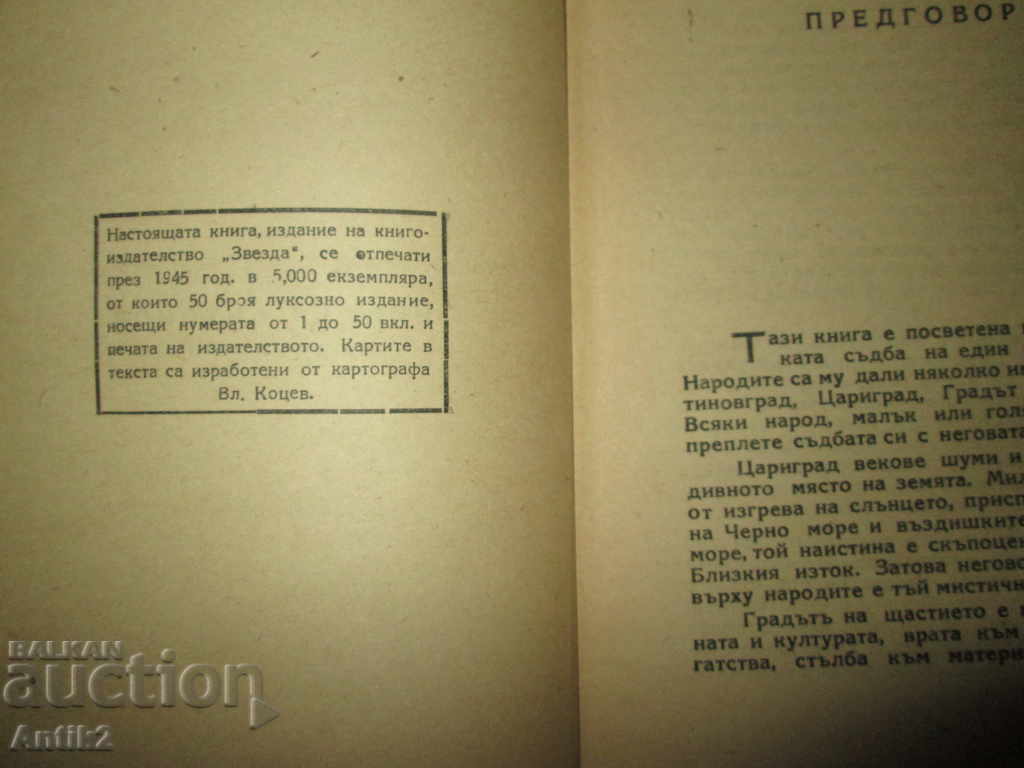 Настоящата книга, издание на книго-
издателство „Звезда“, се отпечати
през 1945 год. в 5,000 екземпляра,
от които 50 броя луксозно издание,
носещи нумерата от 1 до 50 вкл. и
печата на издателството. Картите в
текста са изработени от картографа
Вл. Коцев.
ПРЕДГОВОР
Тази книга е посветена
ката съдба на един
Народите са му дали няколко
тиновград, Цариград, Градът
Всяки народ, малък или
преплете съдбата си с неговата
Цариград векове шуми и
дивното място на земята.
от изгрева на слънцето,
на Черно море и въздишките
море, той наистина е
Близкия изток. Затова
върху народите е тъй
Градътъ на щастието е
ната и културата, врата към
гатства, стълба към
BALKAN
auction
Antik2